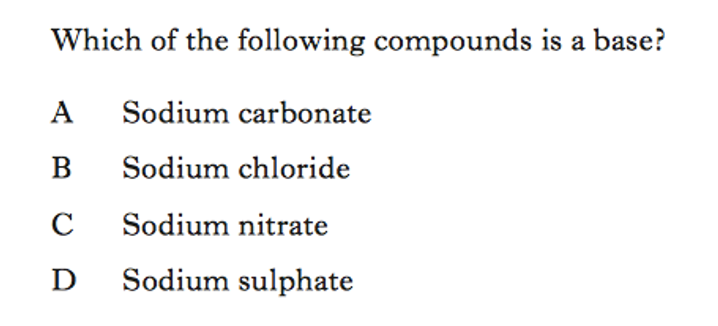 Which of the following compounds is a base?
A Sodium carbonate
B Sodium chloride
C Sodium nitrate
D Sodium sulphate